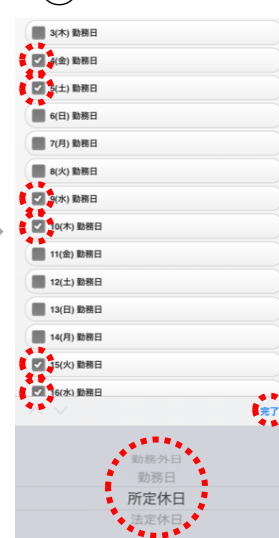 3(木) 勤務日
4(金) 勤務日
5(土) 勤務日
6(日) 勤務日
7(月) 勤務日
8(火) 勤務日
9(水) 勤務日
10(木) 勤務日
11(金) 勤務日
12(土) 勤務日
13(日) 勤務日
14(月) 勤務日
15(火) 勤務日
16(水) 勤務日
完了
勤務外日
勤務日
所定休日
法定休日